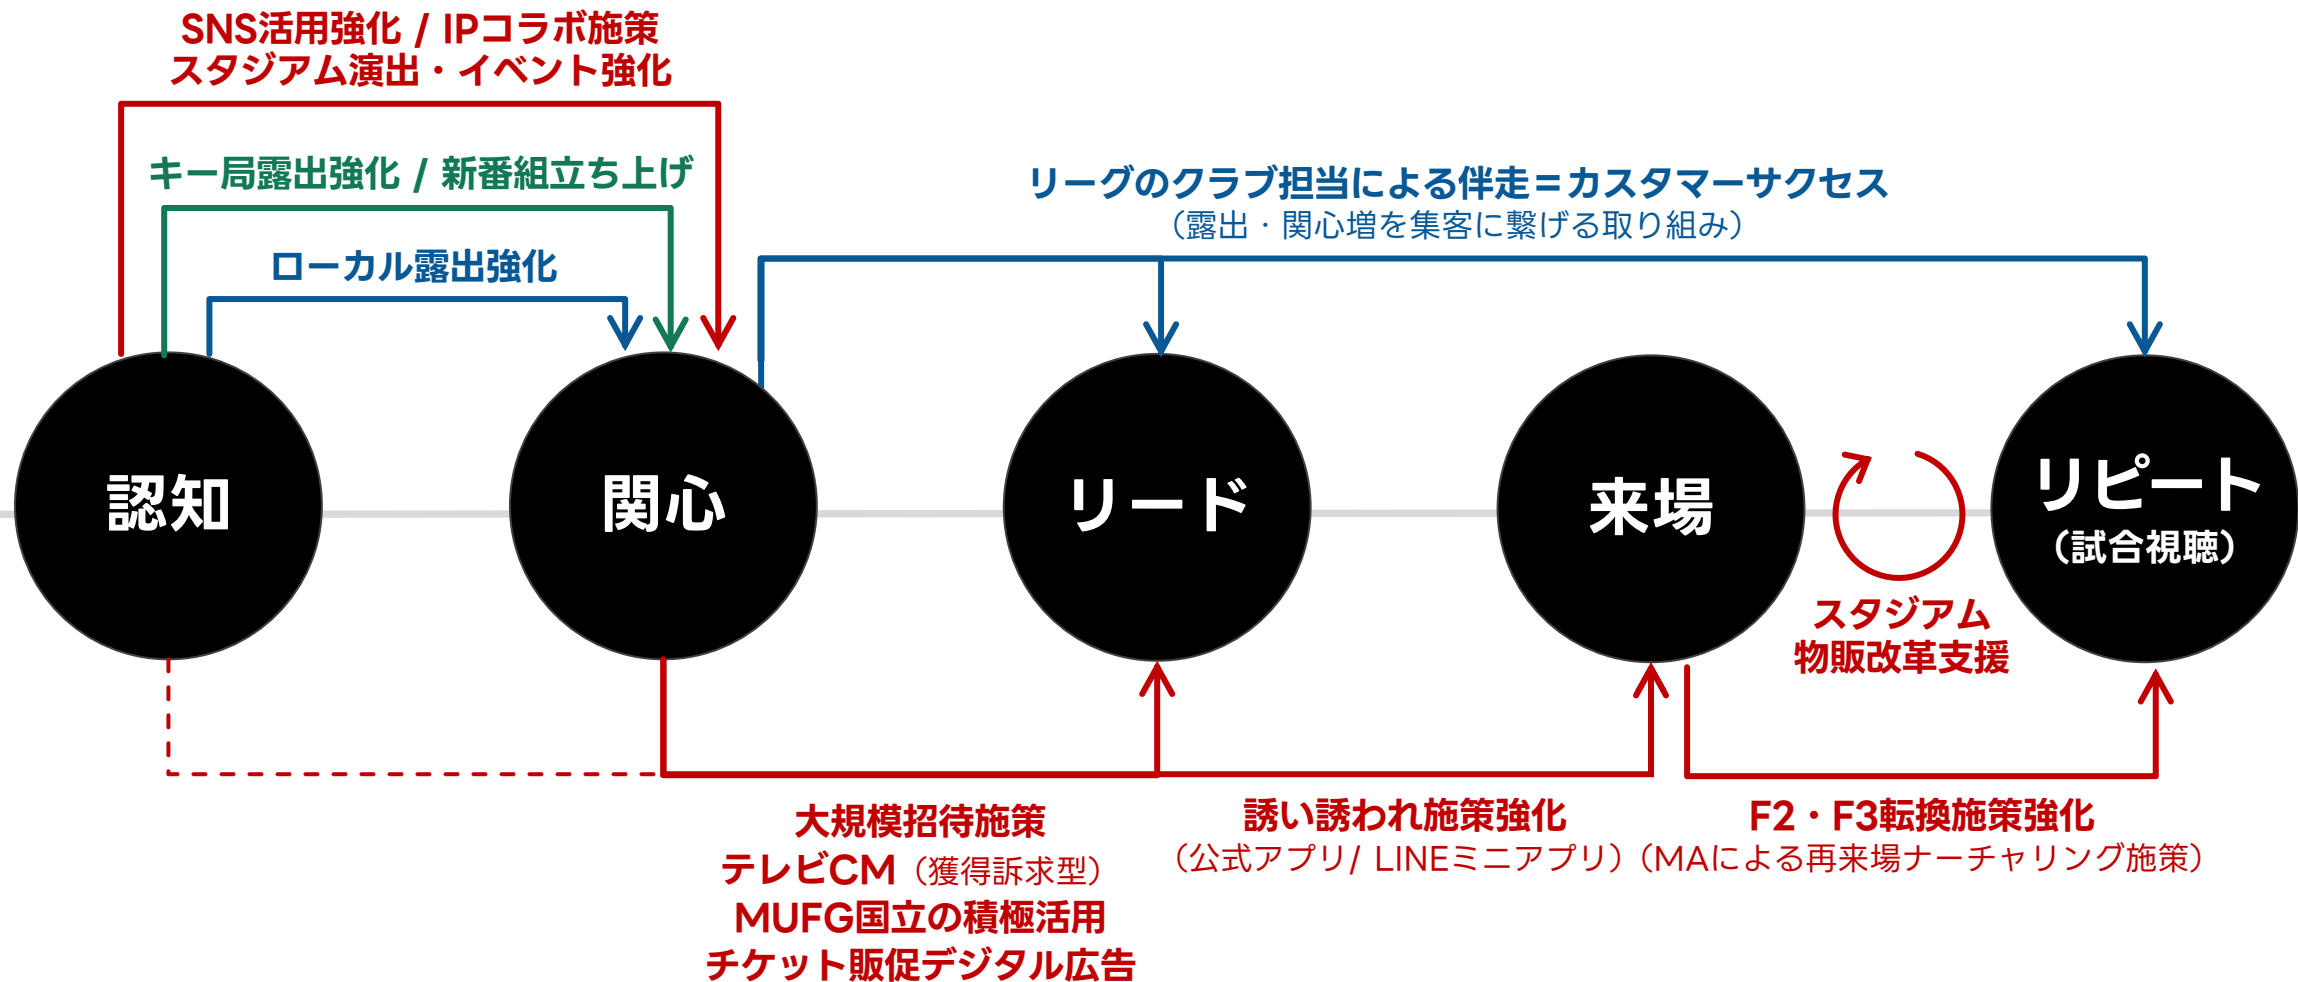 SNS活用強化 / IPコラボ施策
スタジアム演出・イベント強化
キー局露出強化 / 新番組立ち上げ
ローカル露出強化
リーグのクラブ担当による伴走＝カスタマーサクセス
（露出・関心増を集客に繋げる取り組み）
認知
関心
リード
来場
リピート
（試合視聴）
スタジアム
物販改革支援
大規模招待施策
テレビCM（獲得訴求型）
MUFG国立の積極活用
チケット販促デジタル広告
誘い誘われ施策強化
（公式アプリ/ LINEミニアプリ）
F2・F3転換施策強化
（MAによる再来場ナーチャリング施策）